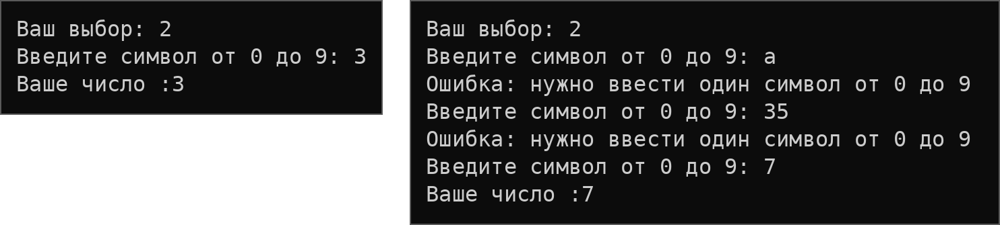 Ваш выбор: 2
Введите символ от 0 до 9: 3
Ваше число :3
Ваш выбор: 2
Введите символ от 0 до 9: a
Ошибка: нужно ввести один символ от 0 до 9
Введите символ от 0 до 9: 35
Ошибка: нужно ввести один символ от 0 до 9
Введите символ от 0 до 9: 7
Ваше число :7